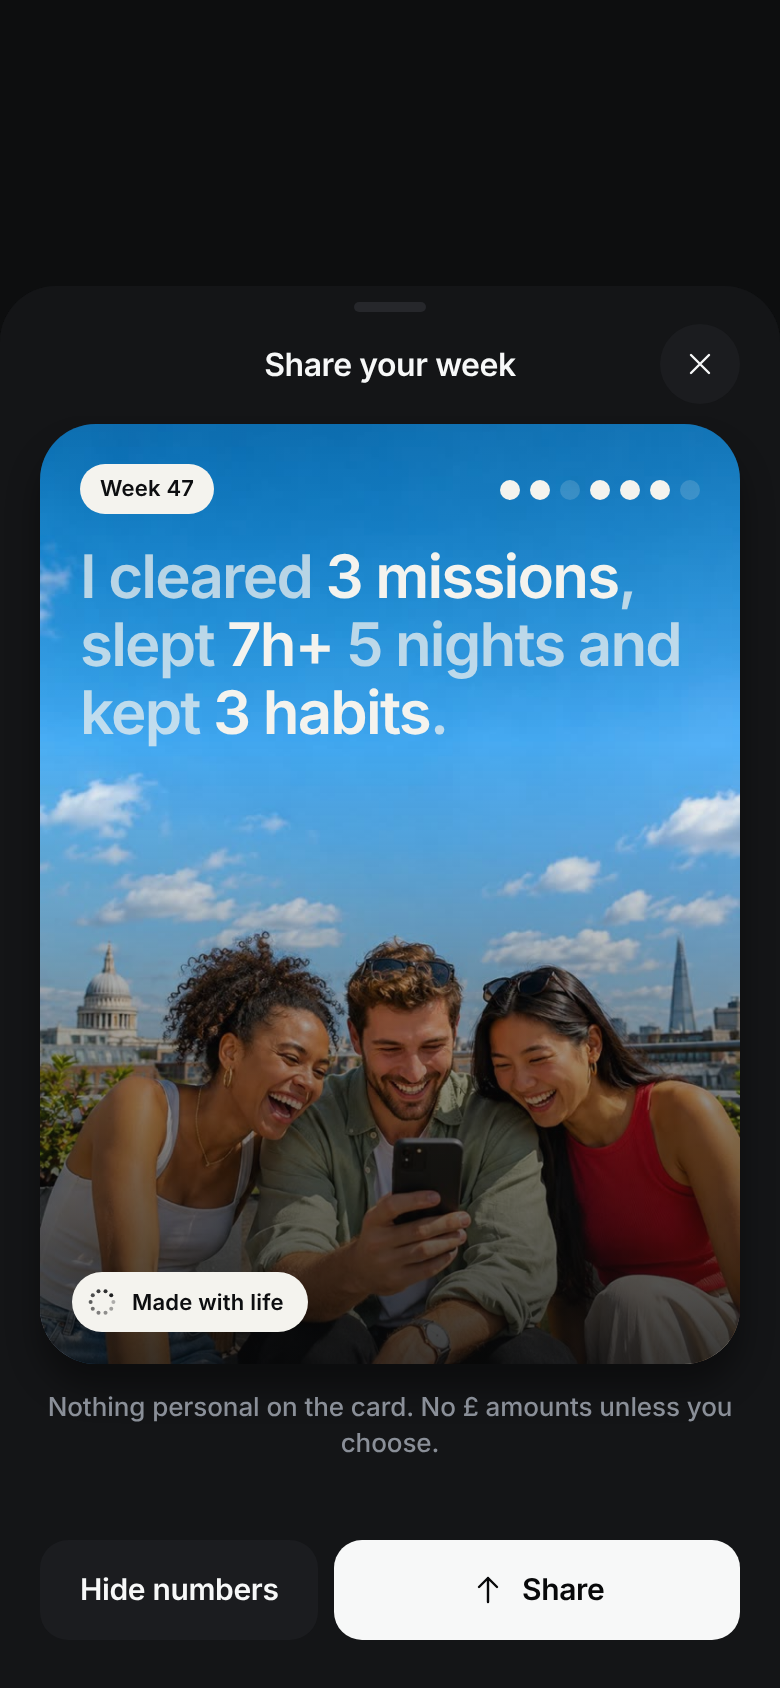 Share your week
Week 47
I cleared 3 missions,
slept 7h+ 5 nights and
kept 3 habits.
Made with life
Nothing personal on the card. No £ amounts unless you
choose.
Hide numbers
Share